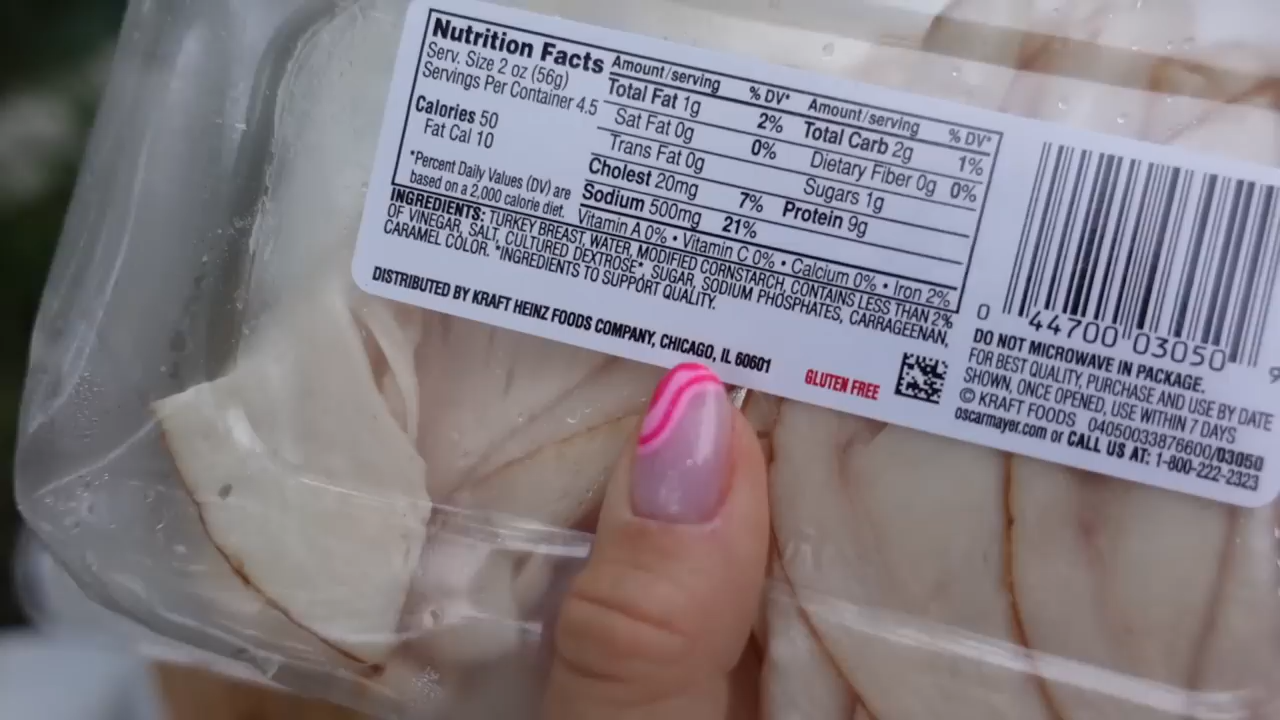 Nutrition Facts
Serv. Size 2 oz (56g)
Servings Per Container 4.5
Calories 50
Fat Cal 10
*Percent Daily Values (DV) are
based on a 2,000 calorie diet.
Amount/serving % DV* Amount/serving % DV*
Total Fat 1g 2% Total Carb 2g 1%
Sat Fat 0g 0% Dietary Fiber 0g 0%
Trans Fat 0g Sugars 1g
Cholest 20mg 7% Protein 9g
Sodium 500mg 21%
Vitamin A 0% • Vitamin C 0% • Calcium 0% • Iron 2%
INGREDIENTS: TURKEY BREAST, WATER, MODIFIED CORNSTARCH, CONTAINS LESS THAN 2%
OF VINEGAR, SALT, CULTURED DEXTROSE*, SUGAR, SODIUM PHOSPHATES, CARRAGEENAN,
CARAMEL COLOR. *INGREDIENTS TO SUPPORT QUALITY.
DISTRIBUTED BY KRAFT HEINZ FOODS COMPANY, CHICAGO, IL 60601
GLUTEN FREE
0 44700 03050 9
DO NOT MICROWAVE IN PACKAGE.
FOR BEST QUALITY, PURCHASE AND USE BY DATE
SHOWN, ONCE OPENED, USE WITHIN 7 DAYS
© KRAFT FOODS 04050033876600/03050
oscarmayer.com or CALL US AT: 1-800-222-2323